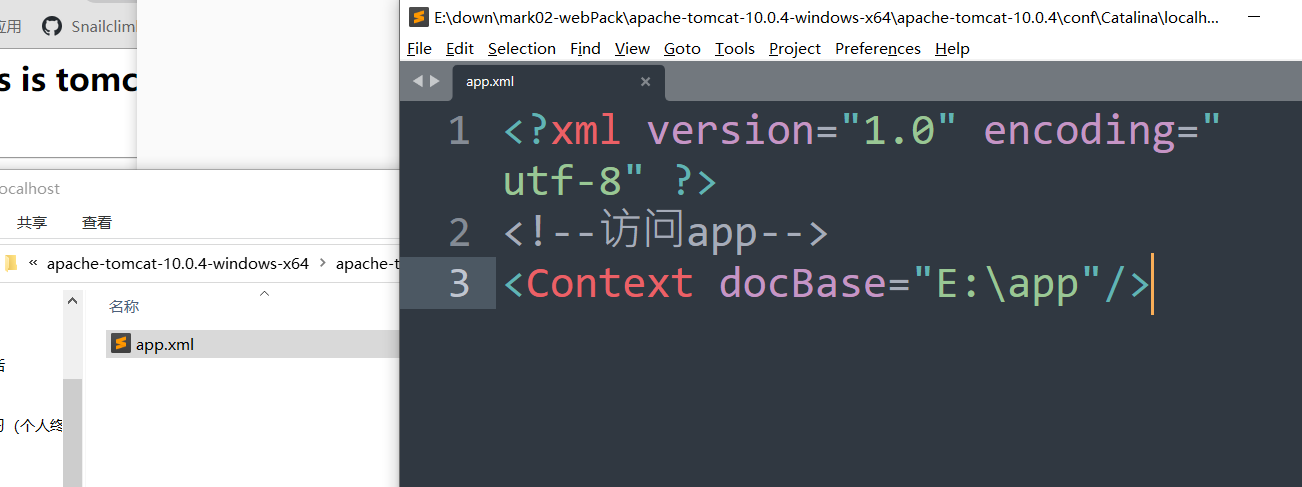 E:\down\mark02-webPack\apache-tomcat-10.0.4-windows-x64\apache-tomcat-10.0.4\conf\Catalina\localh...
File Edit Selection Find View Goto Tools Project Preferences Help
app.xml
1 <?xml version="1.0" encoding="
utf-8" ?>
2 <!--访问app-->
3 <Context docBase="E:\app"/>
应用 Snailclim
s is tomc
ocalhost
共享 查看
« apache-tomcat-10.0.4-windows-x64 › apache-t
名称
app.xml
(个人终